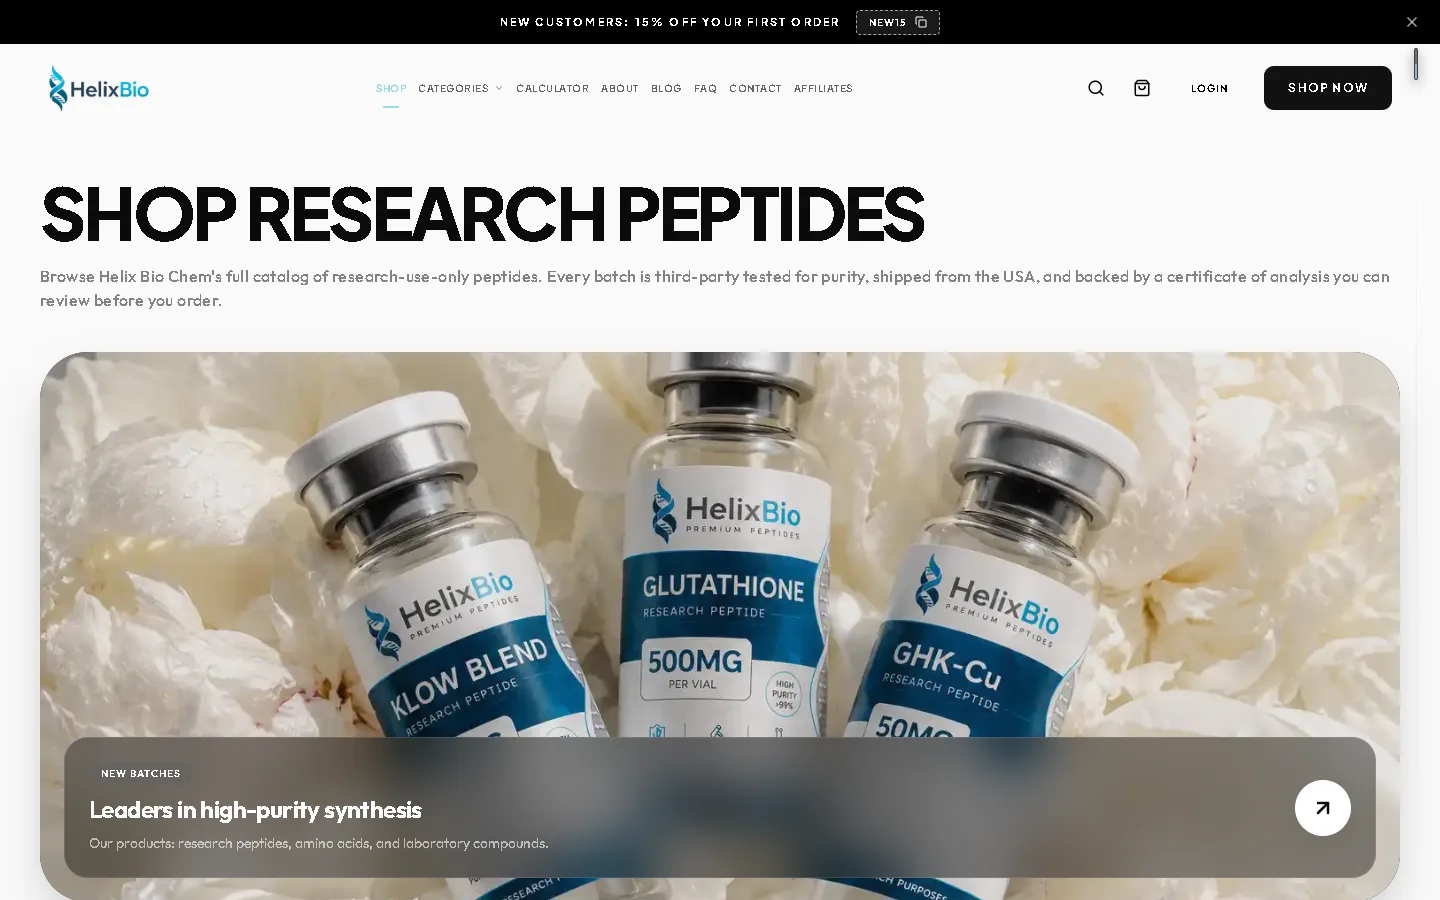 NEW CUSTOMERS: 15% OFF YOUR FIRST ORDER NEW15
HelixBio
SHOP CATEGORIES CALCULATOR ABOUT BLOG FAQ CONTACT AFFILIATES
LOGIN
SHOP NOW
SHOP RESEARCH PEPTIDES
Browse Helix Bio Chem's full catalog of research-use-only peptides. Every batch is third-party tested for purity, shipped from the USA, and backed by a certificate of analysis you can
review before you order.
HelixBio
PREMIUM PEPTIDES
KLOW BLEND
RESEARCH PEPTIDE
HelixBio
PREMIUM PEPTIDES
GLUTATHIONE
RESEARCH PEPTIDE
500MG
PER VIAL
HIGH
PURITY
>99%
HelixBio
PREMIUM PEPTIDES
GHK-Cu
RESEARCH PEPTIDE
50MG
NEW BATCHES
Leaders in high-purity synthesis
Our products: research peptides, amino acids, and laboratory compounds.